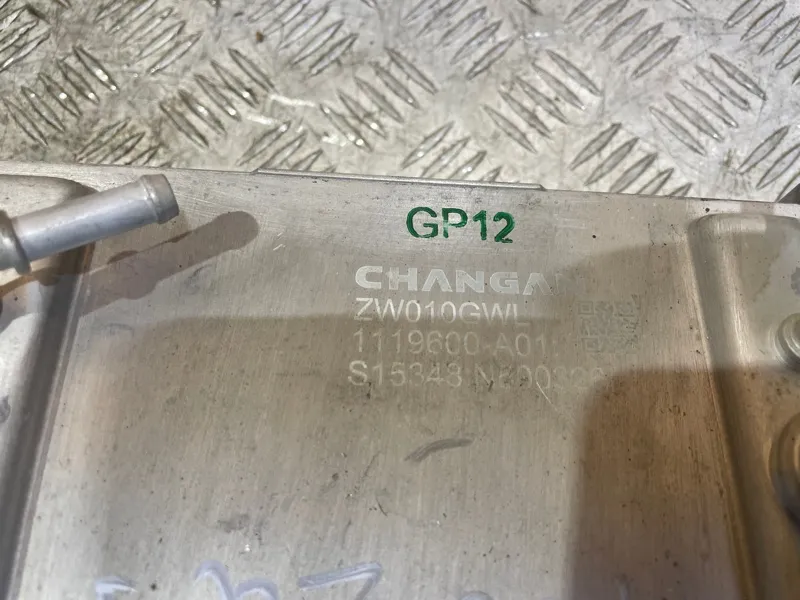 GP12
CHANGA
ZW010GWL
1119600-A01
S15343